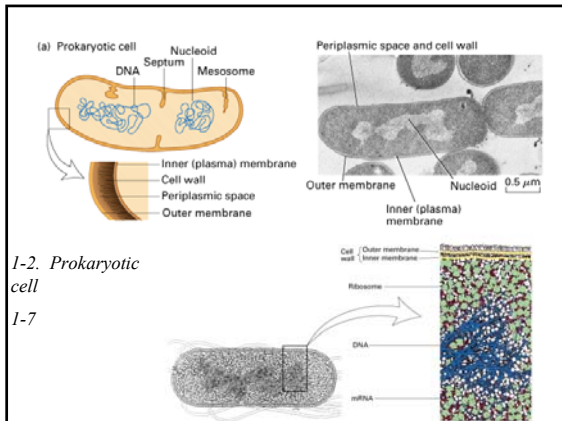 (a) Prokaryotic cell
Nucleoid
Septum
DNA
Mesosome
Inner (plasma) membrane
Cell wall
Periplasmic space
Outer membrane
Periplasmic space and cell wall
Outer membrane
Nucleoid
0.5 μm
Inner (plasma)
membrane
1-2. Prokaryotic
cell
1-7
Cell
wall
Outer membrane
Inner membrane
Ribosome
DNA
mRNA